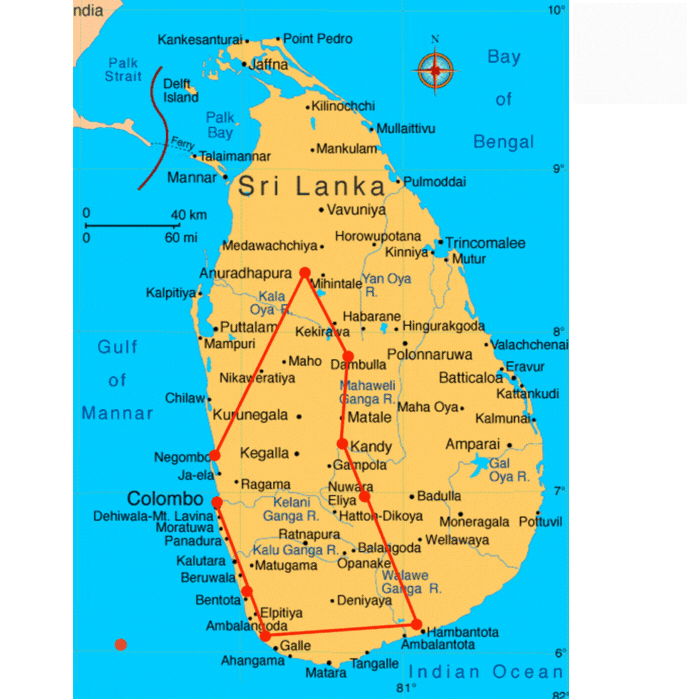 ndia
10°
Kankesanturai
Point Pedro
N
Jaffna
Palk
Strait
Bay
of
Bengal
Delft
Island
Kilinochchi
Palk
Bay
Mullaittivu
Ferry
Mankulam
Talaimannar
9°
Mannar
Sri Lanka
Pulmoddai
0
40 km
0
60 mi
Vavuniya
Horowupotana
Medawachchiya
Trincomalee
Kinniya
Mutur
Anuradhapura
Mihintale
Yan Oya
R.
Kalpitiya
Kala
Oya R.
Habarane
Puttalam
Kekirawa
Hingurakgoda
8°
Mampuri
Valachchenai
Gulf
of
Mannar
Polonnaruwa
Maho
Dambulla
Eravur
Nikaweratiya
Batticaloa
Mahaweli
Ganga R.
Kattankudi
Chilaw
Maha Oya
Kurunegala
Matale
Kalmunai
Kandy
Amparai
Negombo
Kegalla
Gampola
Gal
Oya R.
Ja-ela
Ragama
Nuwara
Eliya
7°
Colombo
Badulla
Kelani
Ganga R.
Dehiwala-Mt. Lavina
Hatton-Dikoya
Moneragala
Pottuvil
Moratuwa
Ratnapura
Panadura
Wellawaya
Kalu Ganga R.
Balangoda
Kalutara
Matugama
Opanake
Beruwala
Walawe
Ganga R.
Bentota
Deniyaya
Elpitiya
Ambalangoda
Hambantota
Galle
Ambalantota
6°
Ahangama
Tangalle
Matara
Indian Ocean
81°
82°